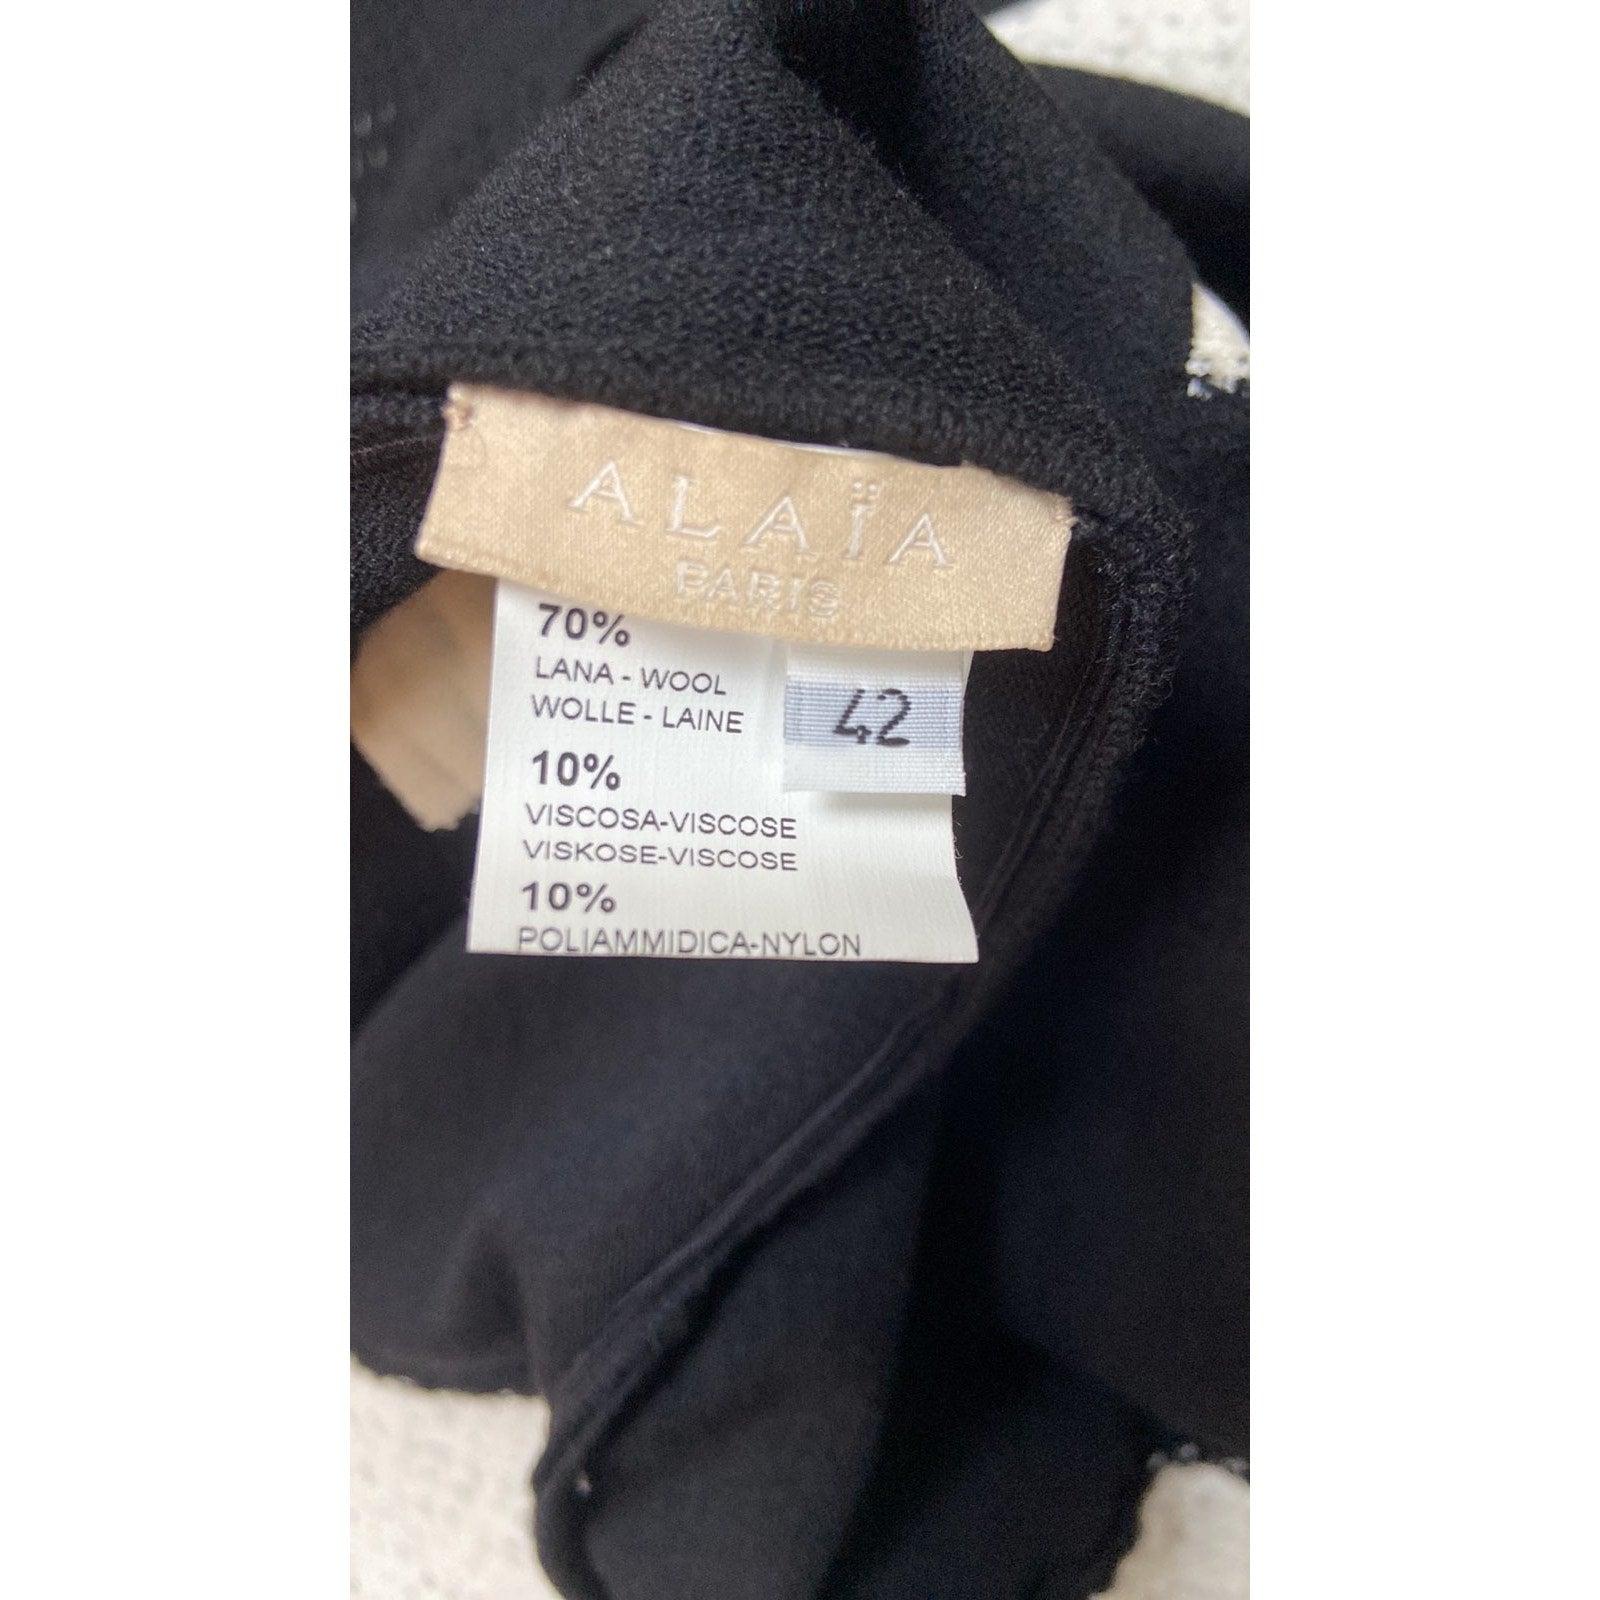 ALAÏA
PARIS
70%
LANA - WOOL
WOLLE - LAINE
42
10%
VISCOSA-VISCOSE
VISKOSE-VISCOSE
10%
POLIAMMIDICA-NYLON